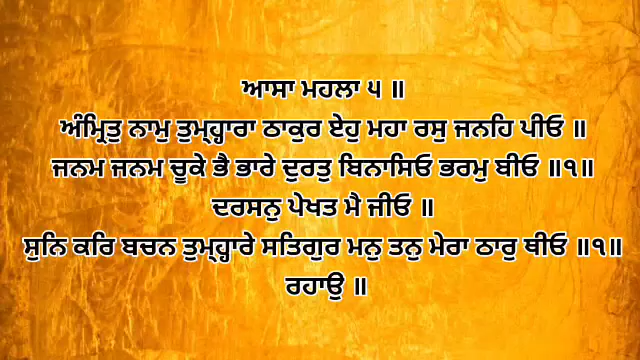 ਆਸਾ ਮਹਲਾ ੫ ॥
ਅੰਮ੍ਰਿਤੁ ਨਾਮੁ ਤੁਮ੍ਹ੍ਹਾਰਾ ਠਾਕੁਰ ਏਹੁ ਮਹਾ ਰਸੁ ਜਨਹਿ ਪੀਓ ॥
ਜਨਮ ਜਨਮ ਚੂਕੇ ਭੈ ਭਾਰੇ ਦੁਰਤੁ ਬਿਨਾਸਿਓ ਭਰਮੁ ਬੀਓ ॥੧॥
ਦਰਸਨੁ ਪੇਖਤ ਮੈ ਜੀਓ ॥
ਸੁਨਿ ਕਰਿ ਬਚਨ ਤੁਮ੍ਹ੍ਹਾਰੇ ਸਤਿਗੁਰ ਮਨੁ ਤਨੁ ਮੇਰਾ ਠਾਰੁ ਥੀਓ ॥੧॥
ਰਹਾਉ ॥